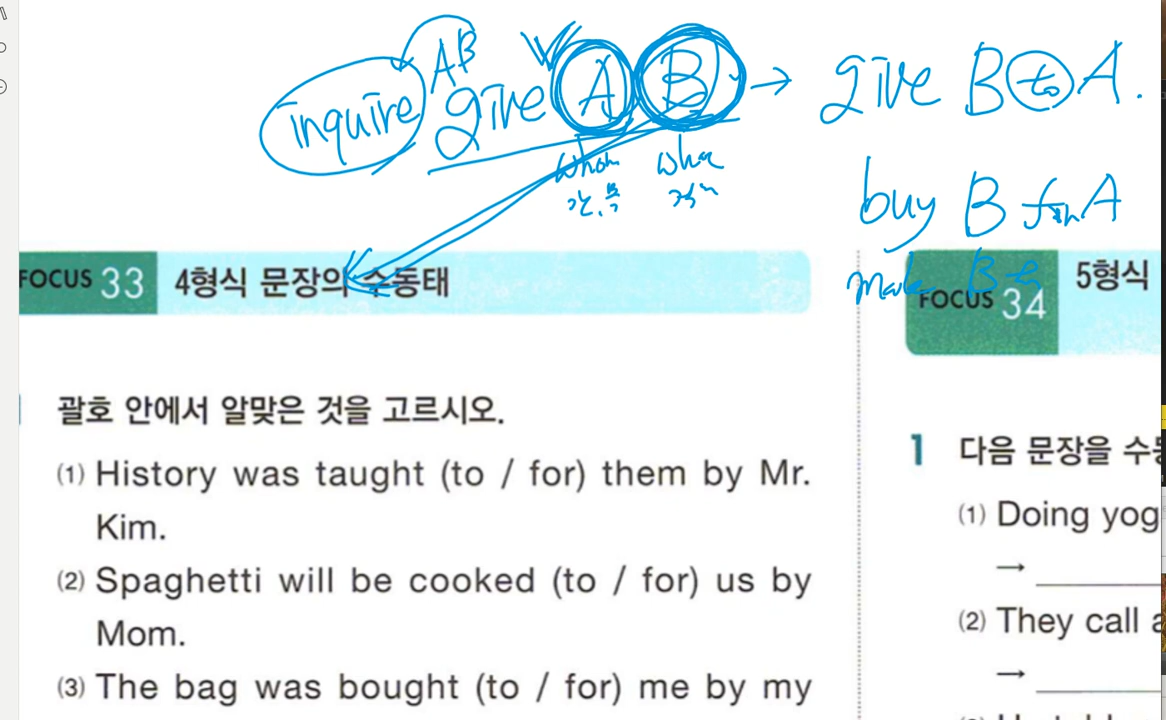 AB
inquire give A B → give B to A.
whom what
buy B for A
FOCUS 33 4형식 문장의 수동태
make B
FOCUS 34 5형식
괄호 안에서 알맞은 것을 고르시오.
(1) History was taught (to / for) them by Mr.
Kim.
(2) Spaghetti will be cooked (to / for) us by
Mom.
(3) The bag was bought (to / for) me by my
1 다음 문장을 수동
(1) Doing yog
→
(2) They call a
→